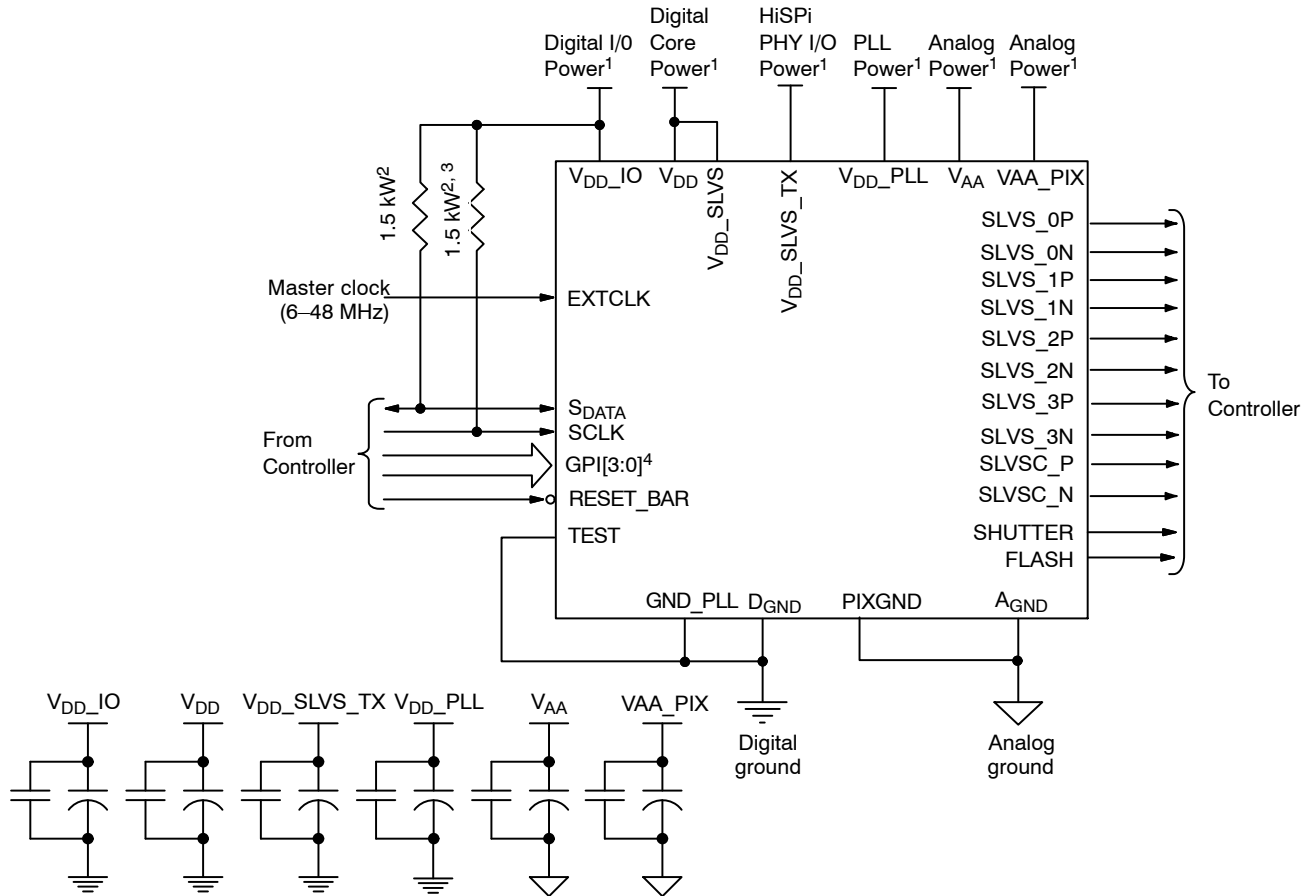 Digital I/0
Power¹
Digital
Core
Power¹
HiSPi
PHY I/O
Power¹
PLL
Power¹
Analog
Power¹
Analog
Power¹
1.5 kW²
1.5 kW², ³
VDD_IO
VDD
VDD_SLVS
VDD_SLVS_TX
VDD_PLL
VAA
VAA_PIX
Master clock
(6–48 MHz)
EXTCLK
From
Controller
SDATA
SCLK
GPI[3:0]⁴
RESET_BAR
TEST
SLVS_0P
SLVS_0N
SLVS_1P
SLVS_1N
SLVS_2P
SLVS_2N
SLVS_3P
SLVS_3N
SLVSC_P
SLVSC_N
SHUTTER
FLASH
To
Controller
GND_PLL
DGND
PIXGND
AGND
Digital
ground
Analog
ground
VDD_IO
VDD
VDD_SLVS_TX
VDD_PLL
VAA
VAA_PIX